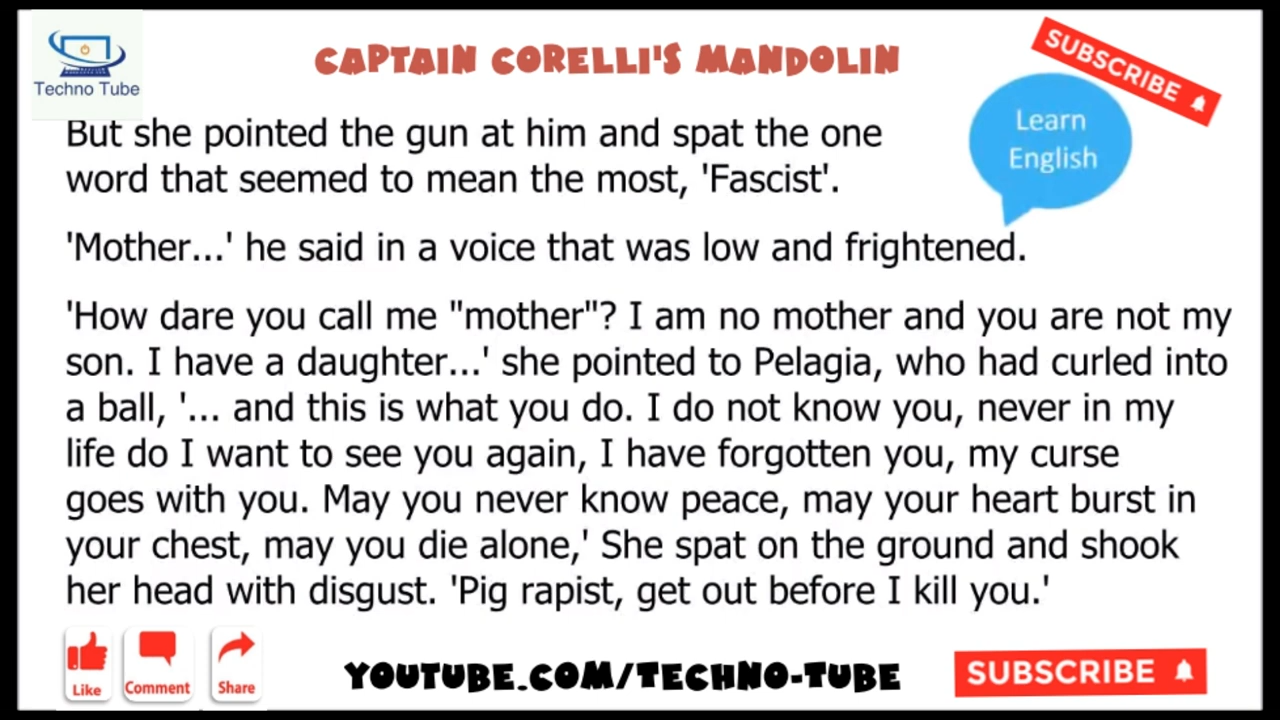 CAPTAIN CORELLI'S MANDOLIN
SUBSCRIBE
Techno Tube
Learn
English
But she pointed the gun at him and spat the one
word that seemed to mean the most, 'Fascist'.
'Mother...' he said in a voice that was low and frightened.
'How dare you call me "mother"? I am no mother and you are not my
son. I have a daughter...' she pointed to Pelagia, who had curled into
a ball, '... and this is what you do. I do not know you, never in my
life do I want to see you again, I have forgotten you, my curse
goes with you. May you never know peace, may your heart burst in
your chest, may you die alone,' She spat on the ground and shook
her head with disgust. 'Pig rapist, get out before I kill you.'
Like
Comment
Share
YOUTUBE.COM/TECHNO-TUBE
SUBSCRIBE